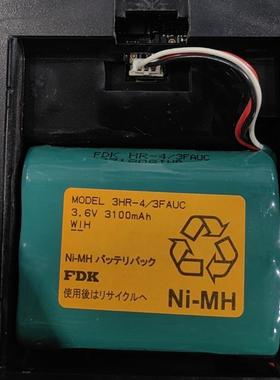 FDK HR-4/3FAUC
MODEL 3HR-4/3FAUC
3.6V 3100mAh
WIH
Ni-MH バッテリパック
FDK
使用後はリサイクルへ
Ni-MH